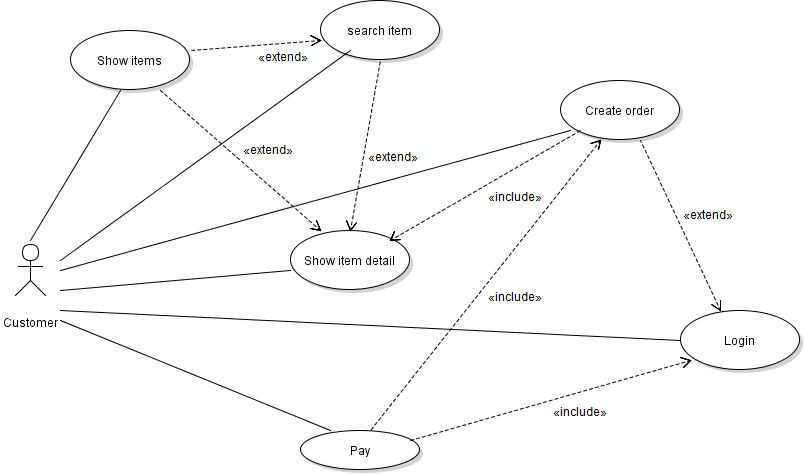 search item
Show items
«extend»
Create order
«extend»
«extend»
«include»
«extend»
Show item detail
«include»
Customer
Login
«include»
Pay